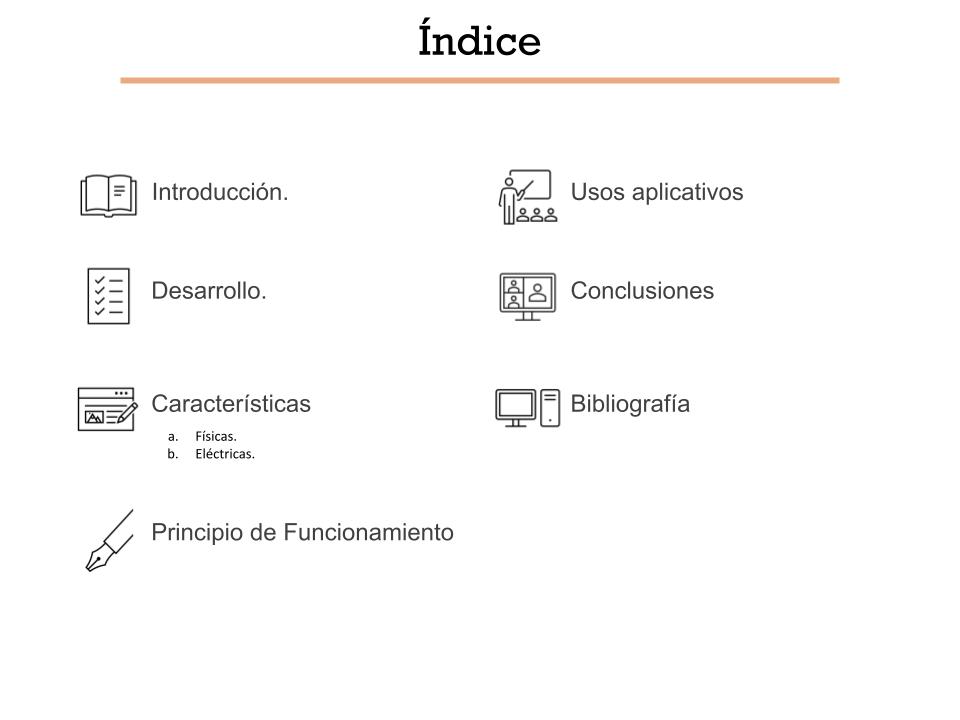 Índice
Introducción.
Desarrollo.
Características
a. Físicas.
b. Eléctricas.
Principio de Funcionamiento
Usos aplicativos
Conclusiones
Bibliografía